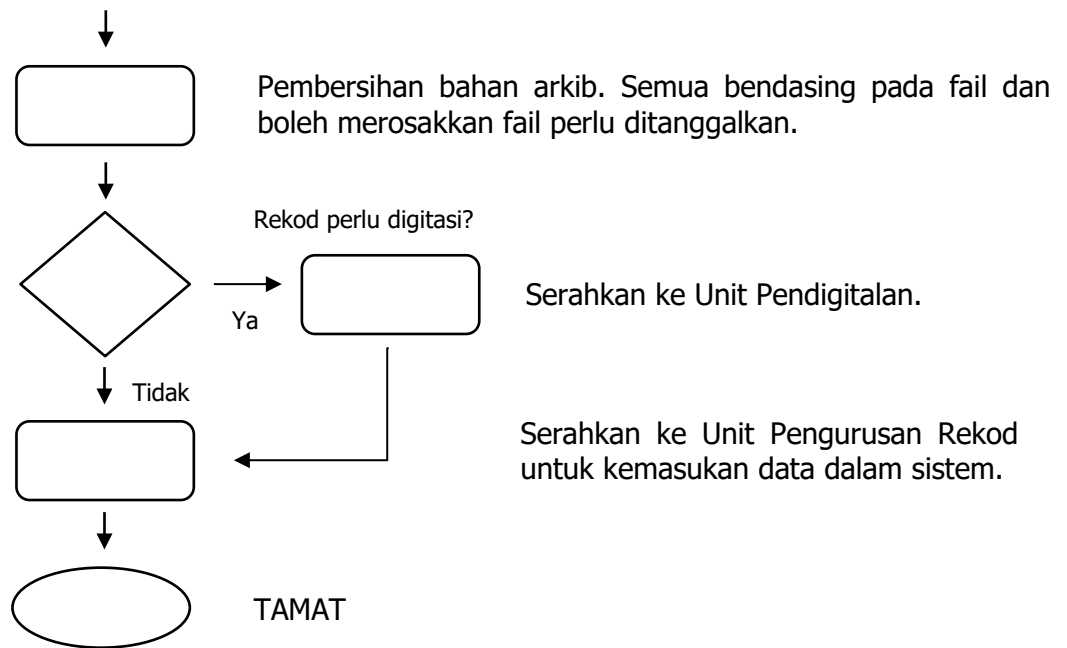 Pembersihan bahan arkib. Semua bendasing pada fail dan
boleh merosakkan fail perlu ditanggalkan.
Rekod perlu digitasi?
Serahkan ke Unit Pendigitalan.
Ya
Tidak
Serahkan ke Unit Pengurusan Rekod
untuk kemasukan data dalam sistem.
TAMAT